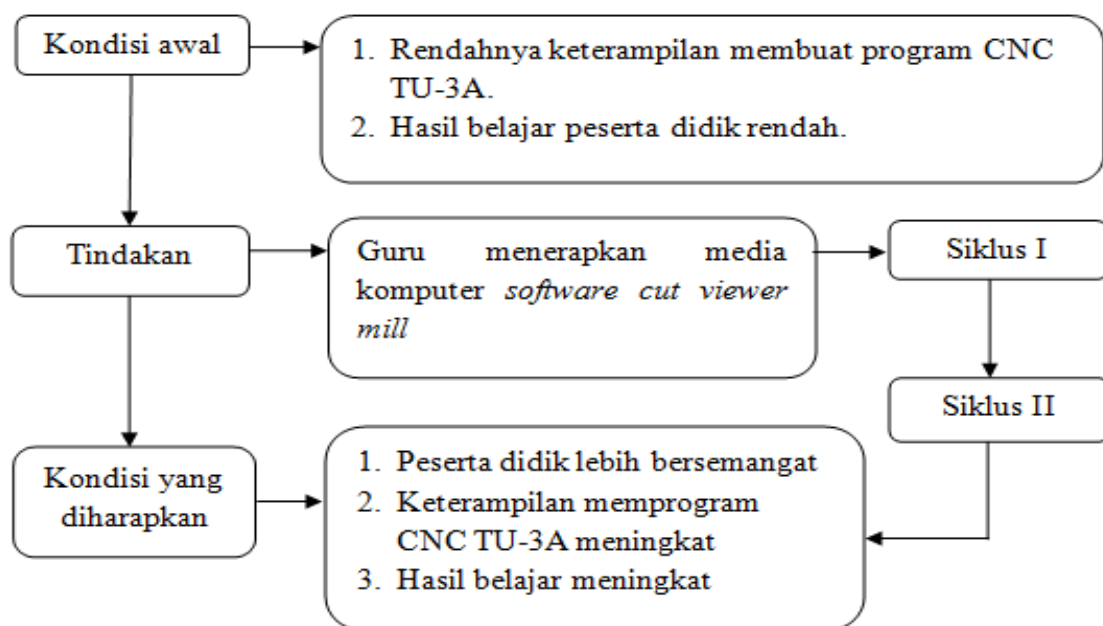 Kondisi awal
1. Rendahnya keterampilan membuat program CNC
TU-3A.
2. Hasil belajar peserta didik rendah.
Tindakan
Guru menerapkan media
komputer software cut viewer
mill
Siklus I
Siklus II
Kondisi yang
diharapkan
1. Peserta didik lebih bersemangat
2. Keterampilan memprogram
CNC TU-3A meningkat
3. Hasil belajar meningkat